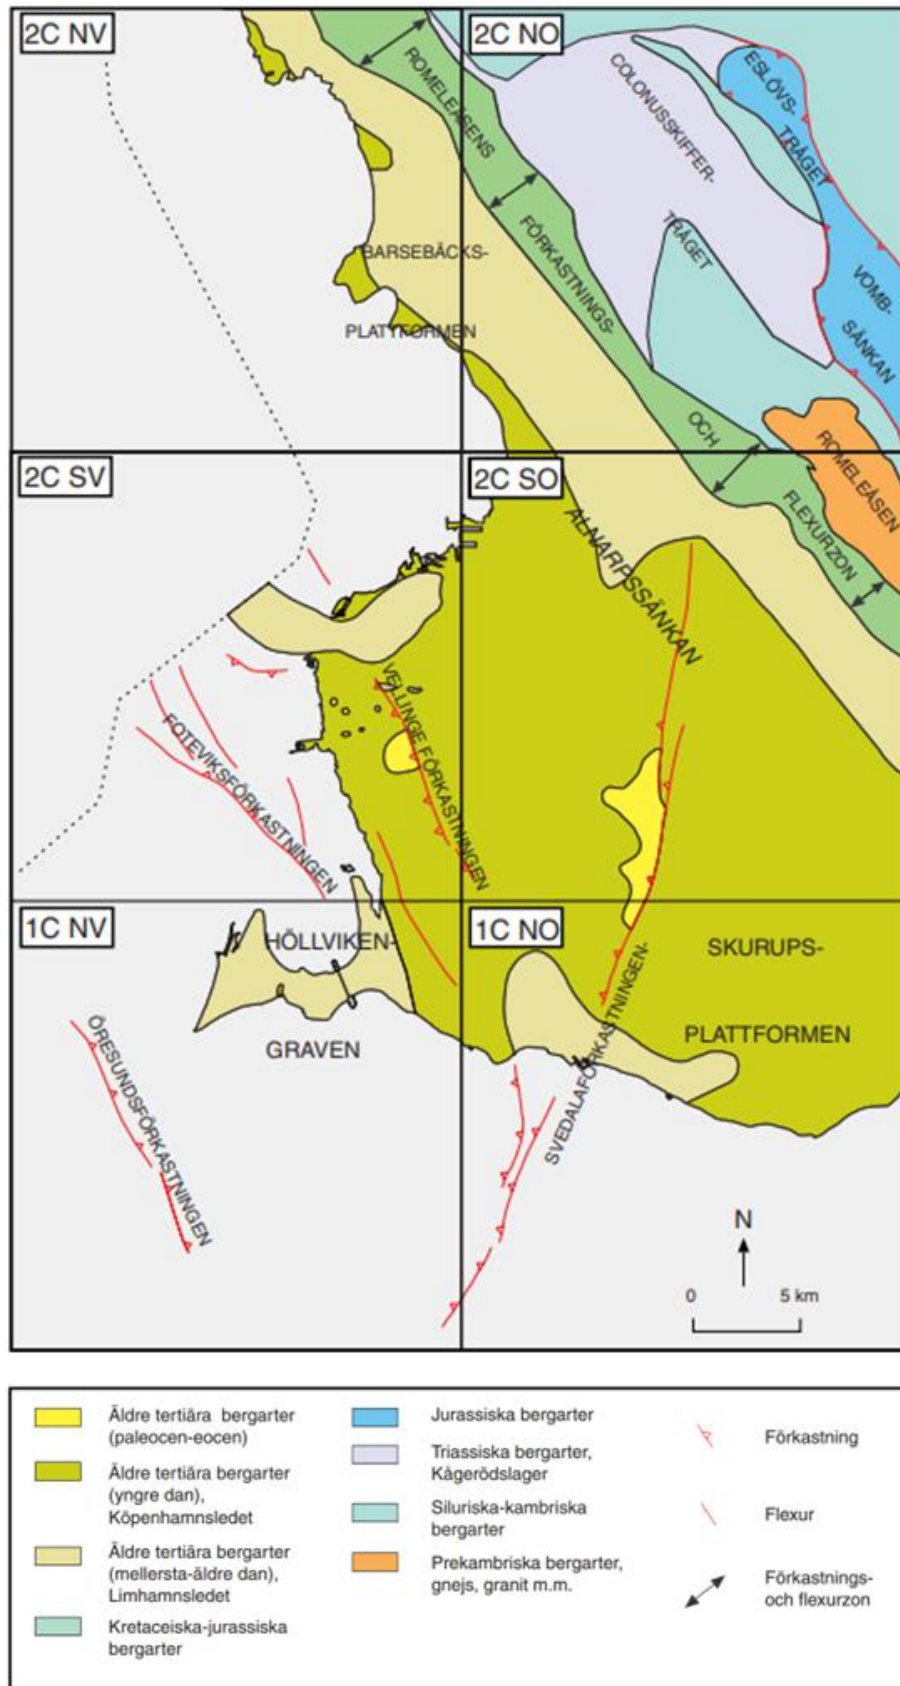 2C NV
2C NO
ROMELEÅSENS
FÖRKASTNINGS-
OCH
FLEXURZON
COLONUSSKIFFER-
TRÅGET
ESLÖVS-
TRÅGET
VOMB-
SÄNKAN
BARSEBÄCKS-
PLATTFORMEN
ROMELEÅSEN
2C SV
2C SO
ALNARPSSÄNKAN
FOTEVIKSFÖRKASTNINGEN
VELLINGE FÖRKASTNINGEN
1C NV
1C NO
HÖLLVIKEN-
GRAVEN
SKURUPS-
PLATTFORMEN
SVEDALAFÖRKASTNINGEN-
ÖRESUNDSFÖRKASTNINGEN
N
0 5 km
Äldre tertiära bergarter
(paleocen-eocen)
Äldre tertiära bergarter
(yngre dan),
Köpenhamnsledet
Äldre tertiära bergarter
(mellersta-äldre dan),
Limhamnsledet
Kretaceiska-jurassiska
bergarter
Jurassiska bergarter
Triassiska bergarter,
Kågerödslager
Siluriska-kambriska
bergarter
Prekambriska bergarter,
gnejs, granit m.m.
Förkastning
Flexur
Förkastnings-
och flexurzon